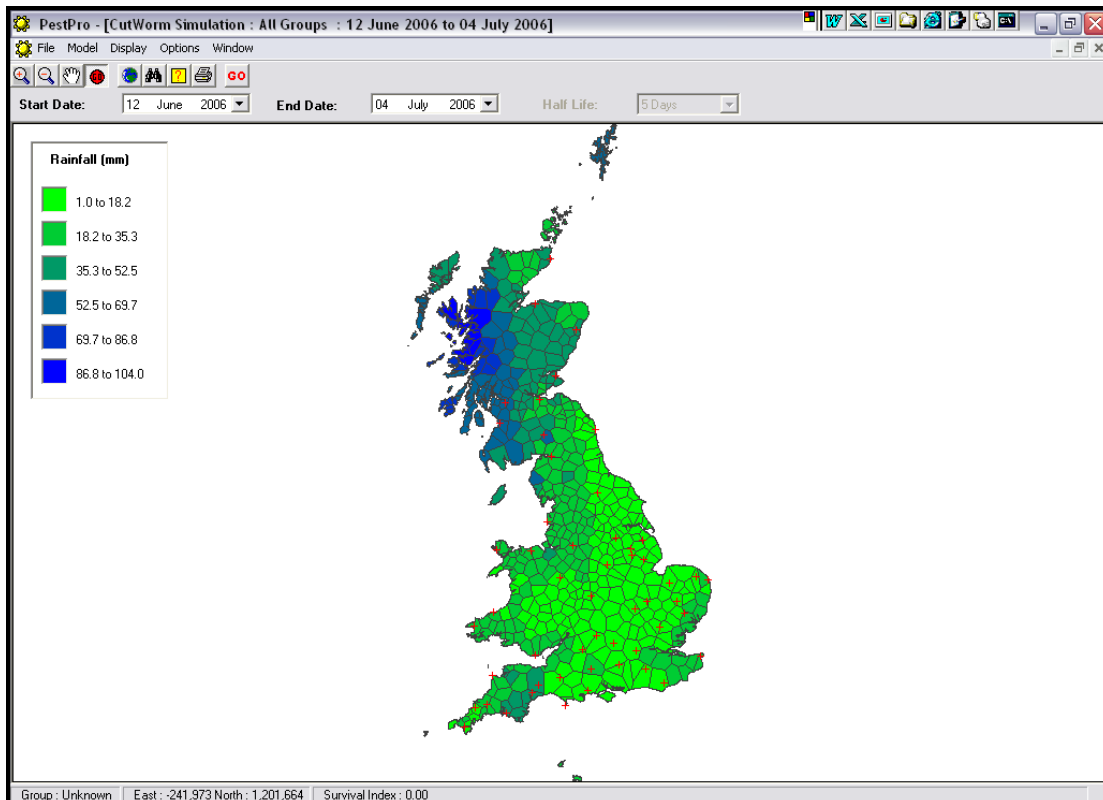 PestPro - [CutWorm Simulation : All Groups : 12 June 2006 to 04 July 2006]
File Model Display Options Window
GO
Start Date: 12 June 2006 End Date: 04 July 2006 Half Life: 5 Days
Rainfall (mm)
1.0 to 18.2
18.2 to 35.3
35.3 to 52.5
52.5 to 69.7
69.7 to 86.8
86.8 to 104.0
Group : Unknown East : -241,973 North : 1,201,664 Survival Index : 0.00